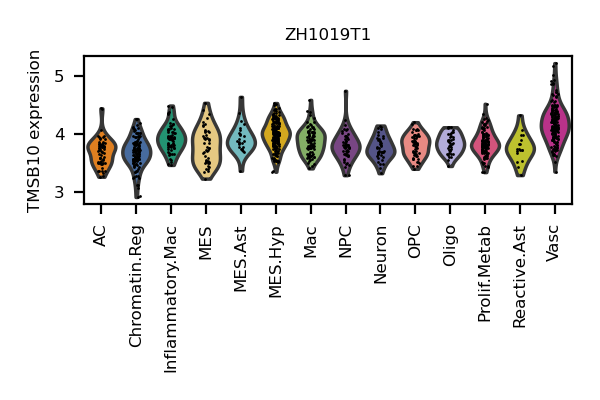 ZH1019T1
TMSB10 expression
5
4
3
AC
Chromatin.Reg
Inflammatory.Mac
MES
MES.Ast
MES.Hyp
Mac
NPC
Neuron
OPC
Oligo
Prolif.Metab
Reactive.Ast
Vasc